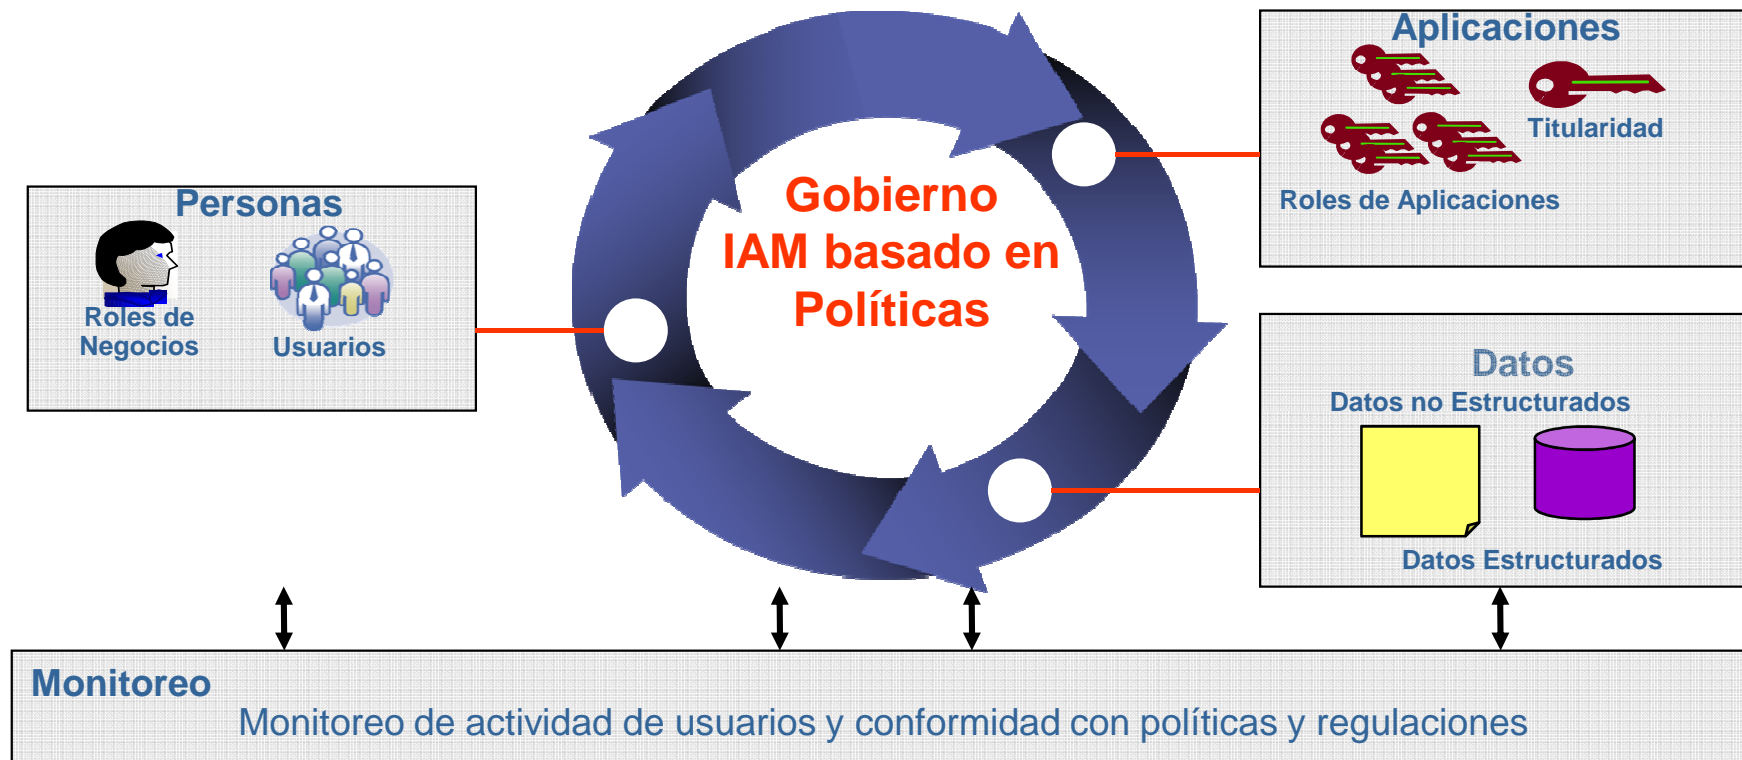 Aplicaciones
Titularidad
Roles de Aplicaciones
Personas
Roles de
Negocios
Usuarios
Gobierno
IAM basado en
Políticas
Datos
Datos no Estructurados
Datos Estructurados
Monitoreo
Monitoreo de actividad de usuarios y conformidad con políticas y regulaciones